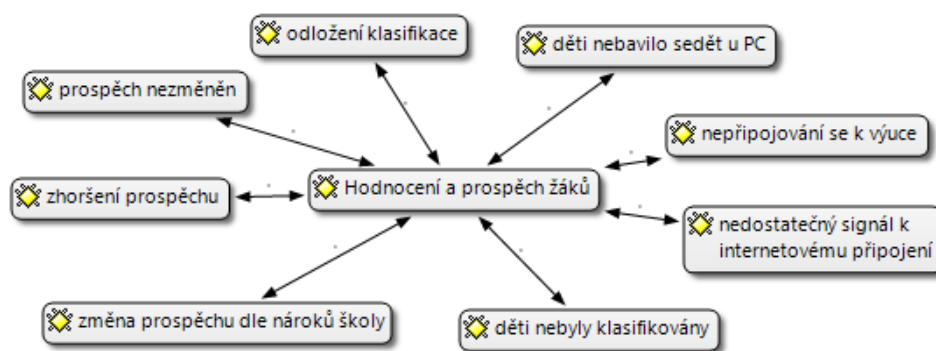 odložení klasifikace
děti nebavilo sedět u PC
prospěch nezměněn
nepřipojování se k výuce
zhoršení prospěchu
Hodnocení a prospěch žáků
nedostatečný signál k
internetovému připojení
změna prospěchu dle nároků školy
děti nebyly klasifikovány